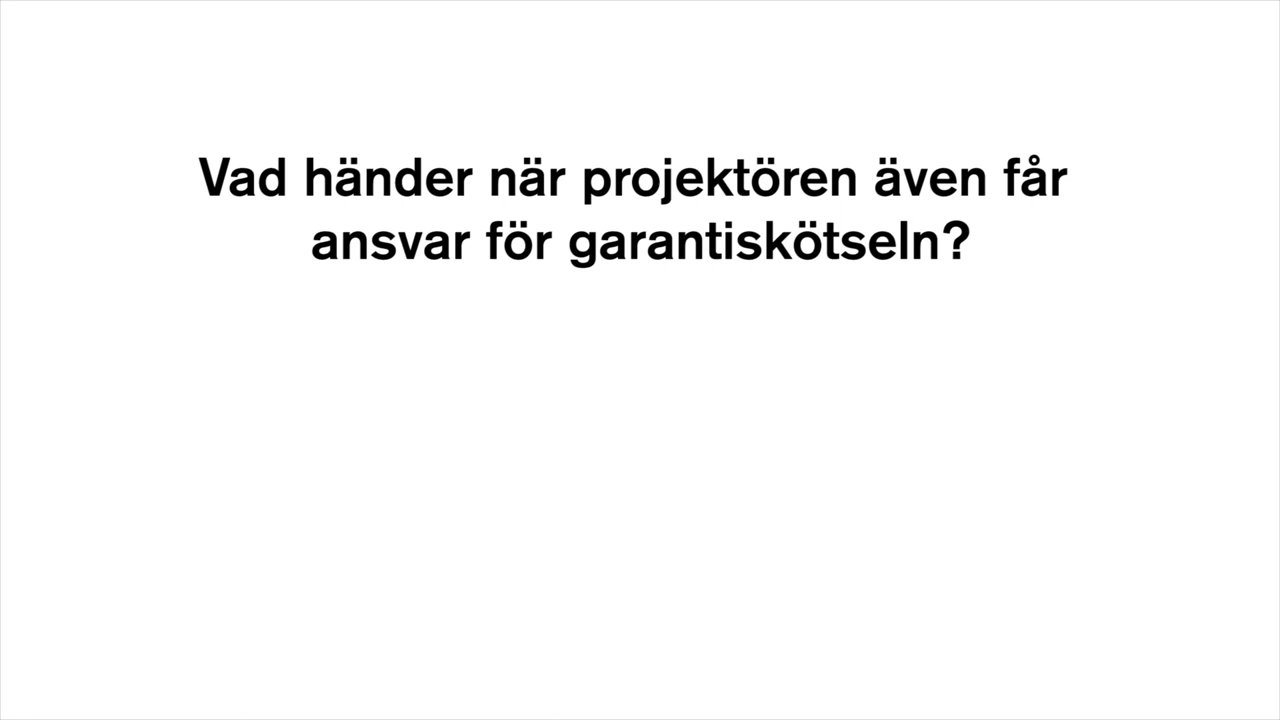 Vad händer när projektören även får
ansvar för garantiskötseln?